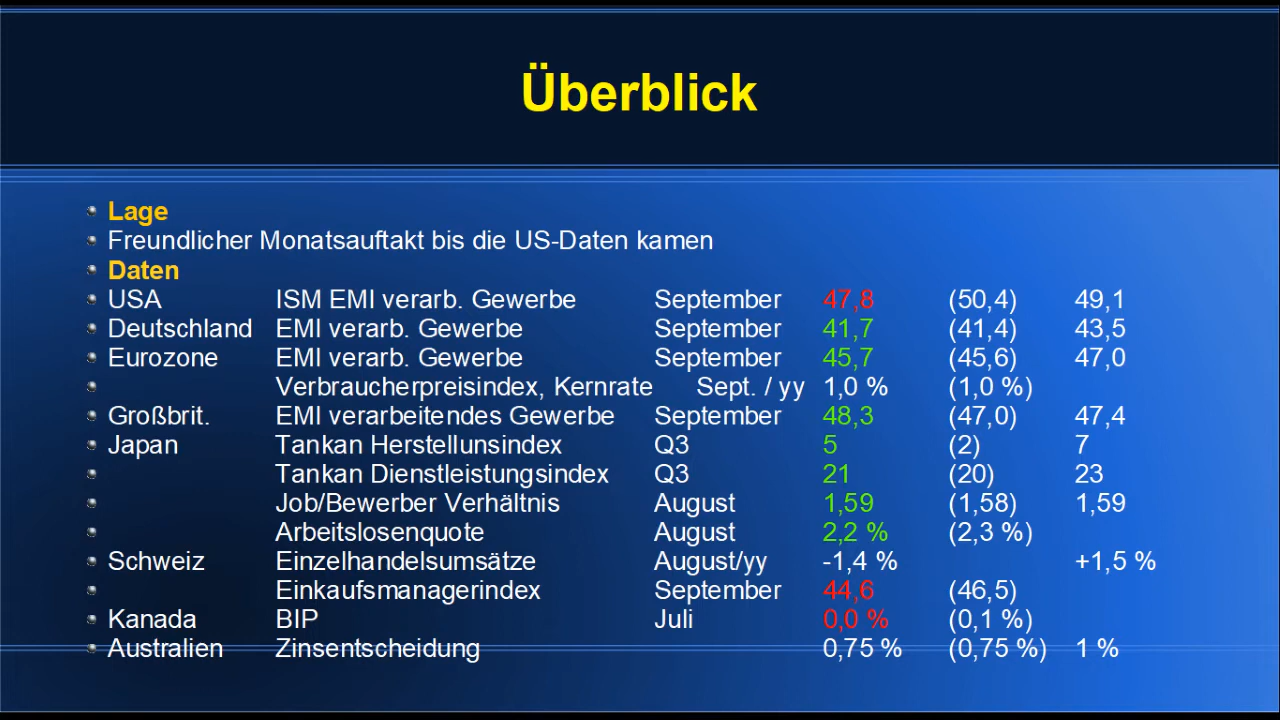 Überblick
Lage
Freundlicher Monatsauftakt bis die US-Daten kamen
Daten
USA ISM EMI verarb. Gewerbe September 47,8 (50,4) 49,1
Deutschland EMI verarb. Gewerbe September 41,7 (41,4) 43,5
Eurozone EMI verarb. Gewerbe September 45,7 (45,6) 47,0
Verbraucherpreisindex, Kernrate Sept. / yy 1,0 % (1,0 %)
Großbrit. EMI verarbeitendes Gewerbe September 48,3 (47,0) 47,4
Japan Tankan Herstellunsindex Q3 5 (2) 7
Tankan Dienstleistungsindex Q3 21 (20) 23
Job/Bewerber Verhältnis August 1,59 (1,58) 1,59
Arbeitslosenquote August 2,2 % (2,3 %)
Schweiz Einzelhandelsumsätze August/yy -1,4 % +1,5 %
Einkaufsmanagerindex September 44,6 (46,5)
Kanada BIP Juli 0,0 % (0,1 %)
Australien Zinsentscheidung 0,75 % (0,75 %) 1 %